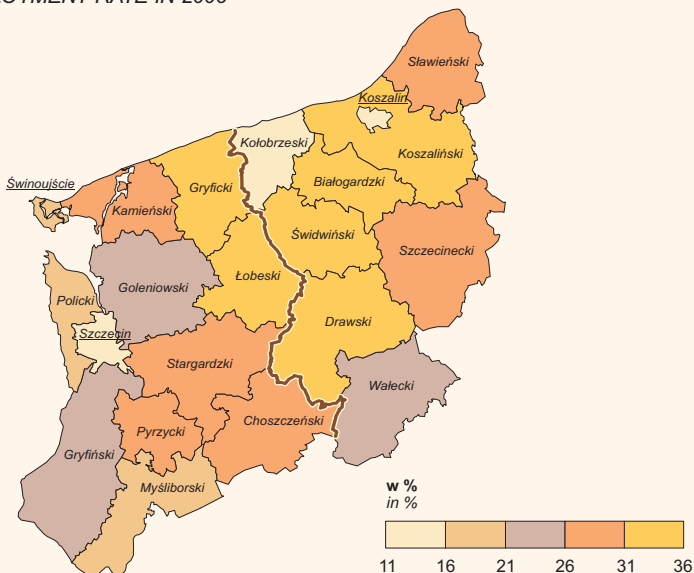 Sławieński
Koszalin
Kołobrzeski
Koszaliński
Świnoujście
Gryficki
Białogardzki
Kamieński
Świdwiński
Szczecinecki
Łobeski
Goleniowski
Policki
Drawski
Szczecin
Stargardzki
Wałecki
Choszczeński
Pyrzycki
Gryfiński
Myśliborski
w %
in %
11 16 21 26 31 36